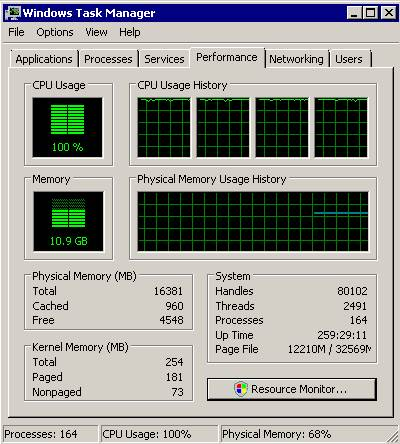 Windows Task Manager
File Options View Help
Applications Processes Services Performance Networking Users
CPU Usage CPU Usage History
100 %
Memory Physical Memory Usage History
10.9 GB
Physical Memory (MB)
Total 16381
Cached 960
Free 4548
Kernel Memory (MB)
Total 254
Paged 181
Nonpaged 73
System
Handles 80102
Threads 2491
Processes 164
Up Time 259:29:11
Page File 12210M / 32569M
Resource Monitor...
Processes: 164 CPU Usage: 100% Physical Memory: 68%